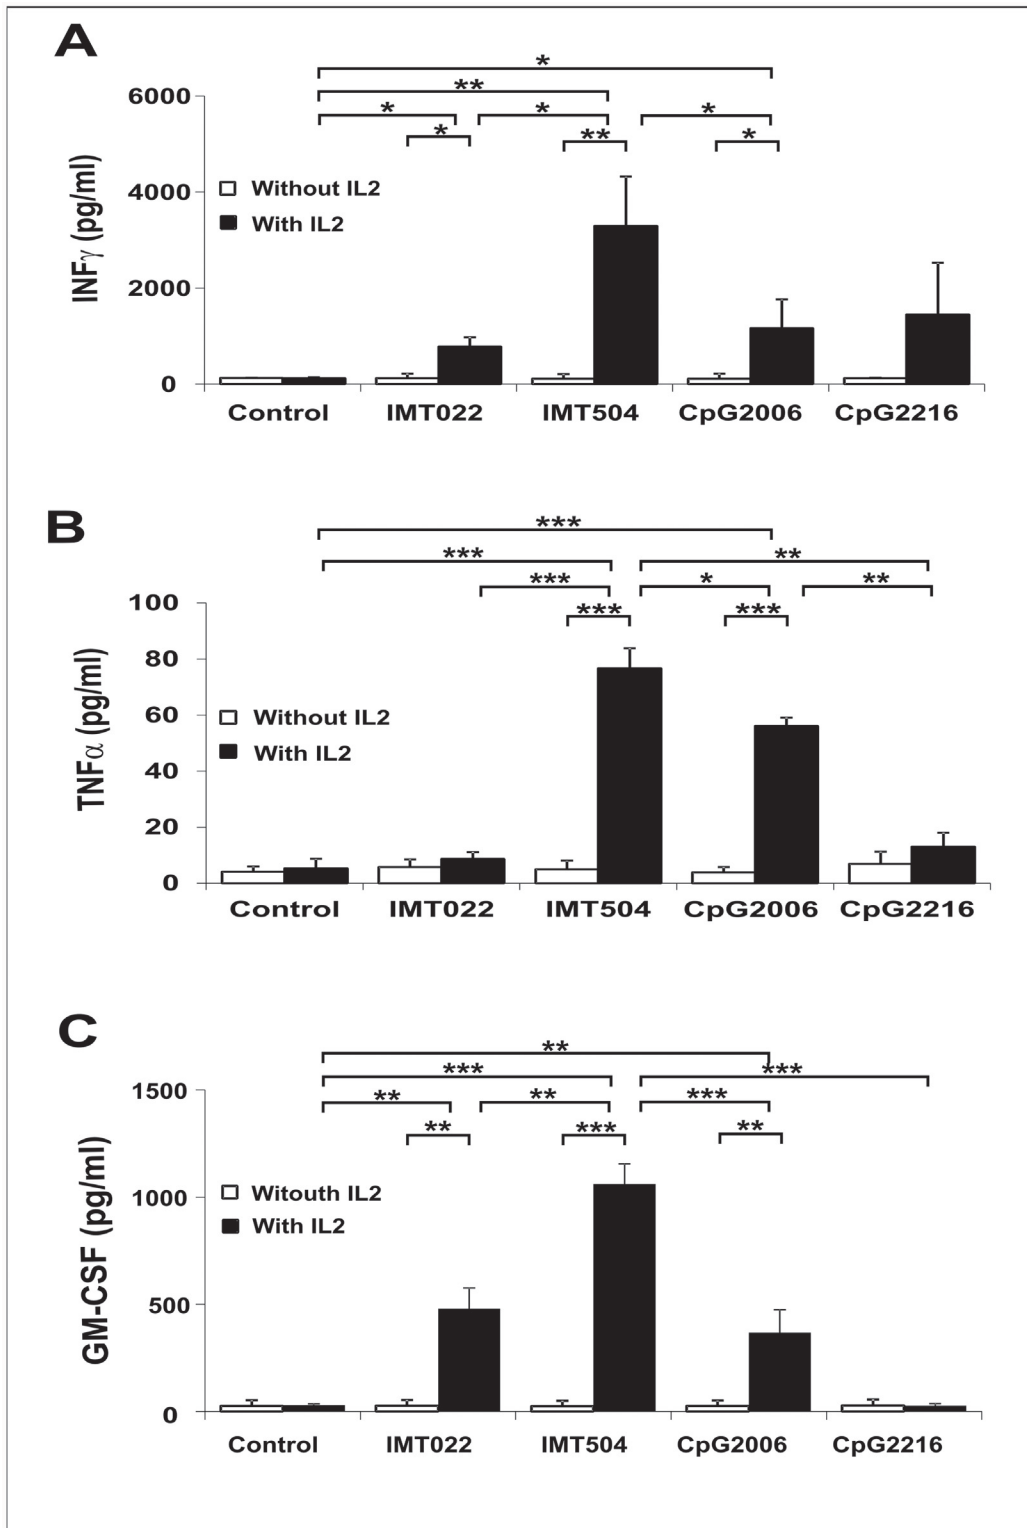 A
*
**
* * *
* ** *
6000
4000
2000
0
INFγ (pg/ml)
Without IL2
With IL2
Control IMT022 IMT504 CpG2006 CpG2216
B
***
*** **
*** * **
*** ***
100
80
60
40
20
0
TNFα (pg/ml)
Without IL2
With IL2
Control IMT022 IMT504 CpG2006 CpG2216
C
**
*** ***
** ** ***
** *** **
1500
1000
500
0
GM-CSF (pg/ml)
Witouth IL2
With IL2
Control IMT022 IMT504 CpG2006 CpG2216